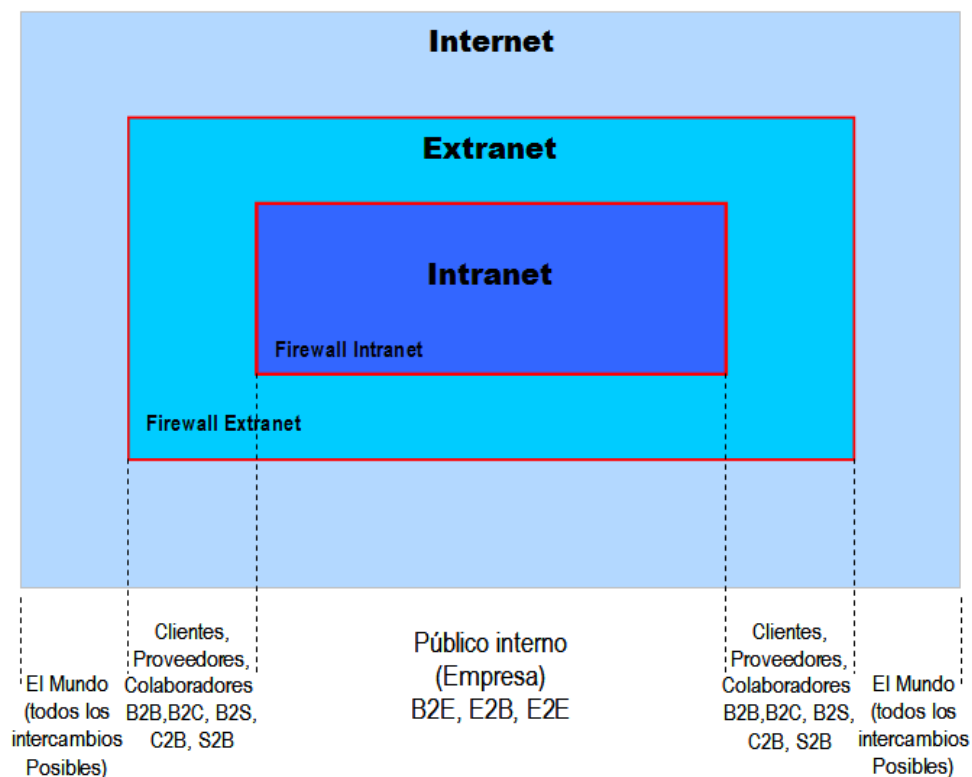 Internet
Extranet
Intranet
Firewall Intranet
Firewall Extranet
El Mundo
(todos los
intercambios
Posibles)
Clientes,
Proveedores,
Colaboradores
B2B,B2C, B2S,
C2B, S2B
Público interno
(Empresa)
B2E, E2B, E2E
Clientes,
Proveedores,
Colaboradores
B2B,B2C, B2S,
C2B, S2B
El Mundo
(todos los
intercambios
Posibles)